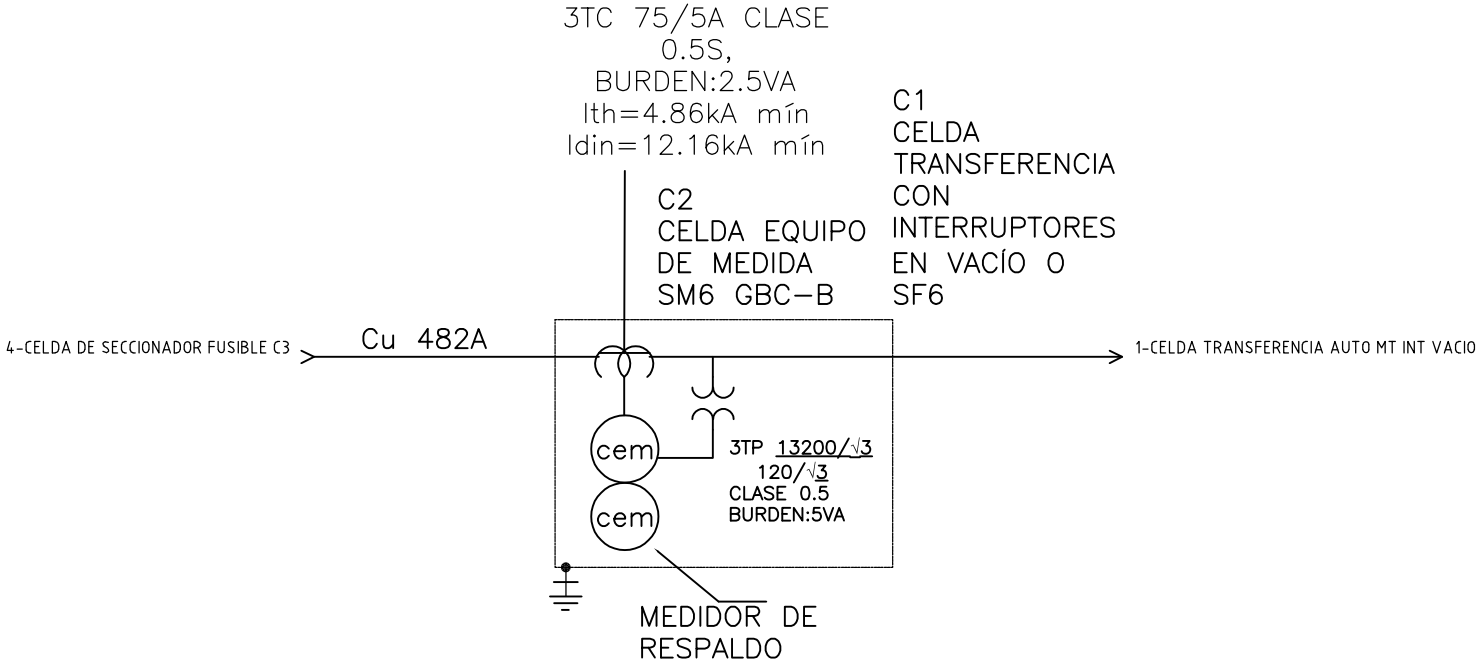 3TC 75/5A CLASE
0.5S,
BURDEN:2.5VA
Ith=4.86kA mín
Idin=12.16kA mín
C2
CELDA EQUIPO
DE MEDIDA
SM6 GBC-B
C1
CELDA
TRANSFERENCIA
CON
INTERRUPTORES
EN VACÍO O
SF6
4-CELDA DE SECCIONADOR FUSIBLE C3
Cu 482A
1-CELDA TRANSFERENCIA AUTO MT INT VACIO
cem
cem
3TP 13200/√3
120/√3
CLASE 0.5
BURDEN:5VA
MEDIDOR DE
RESPALDO